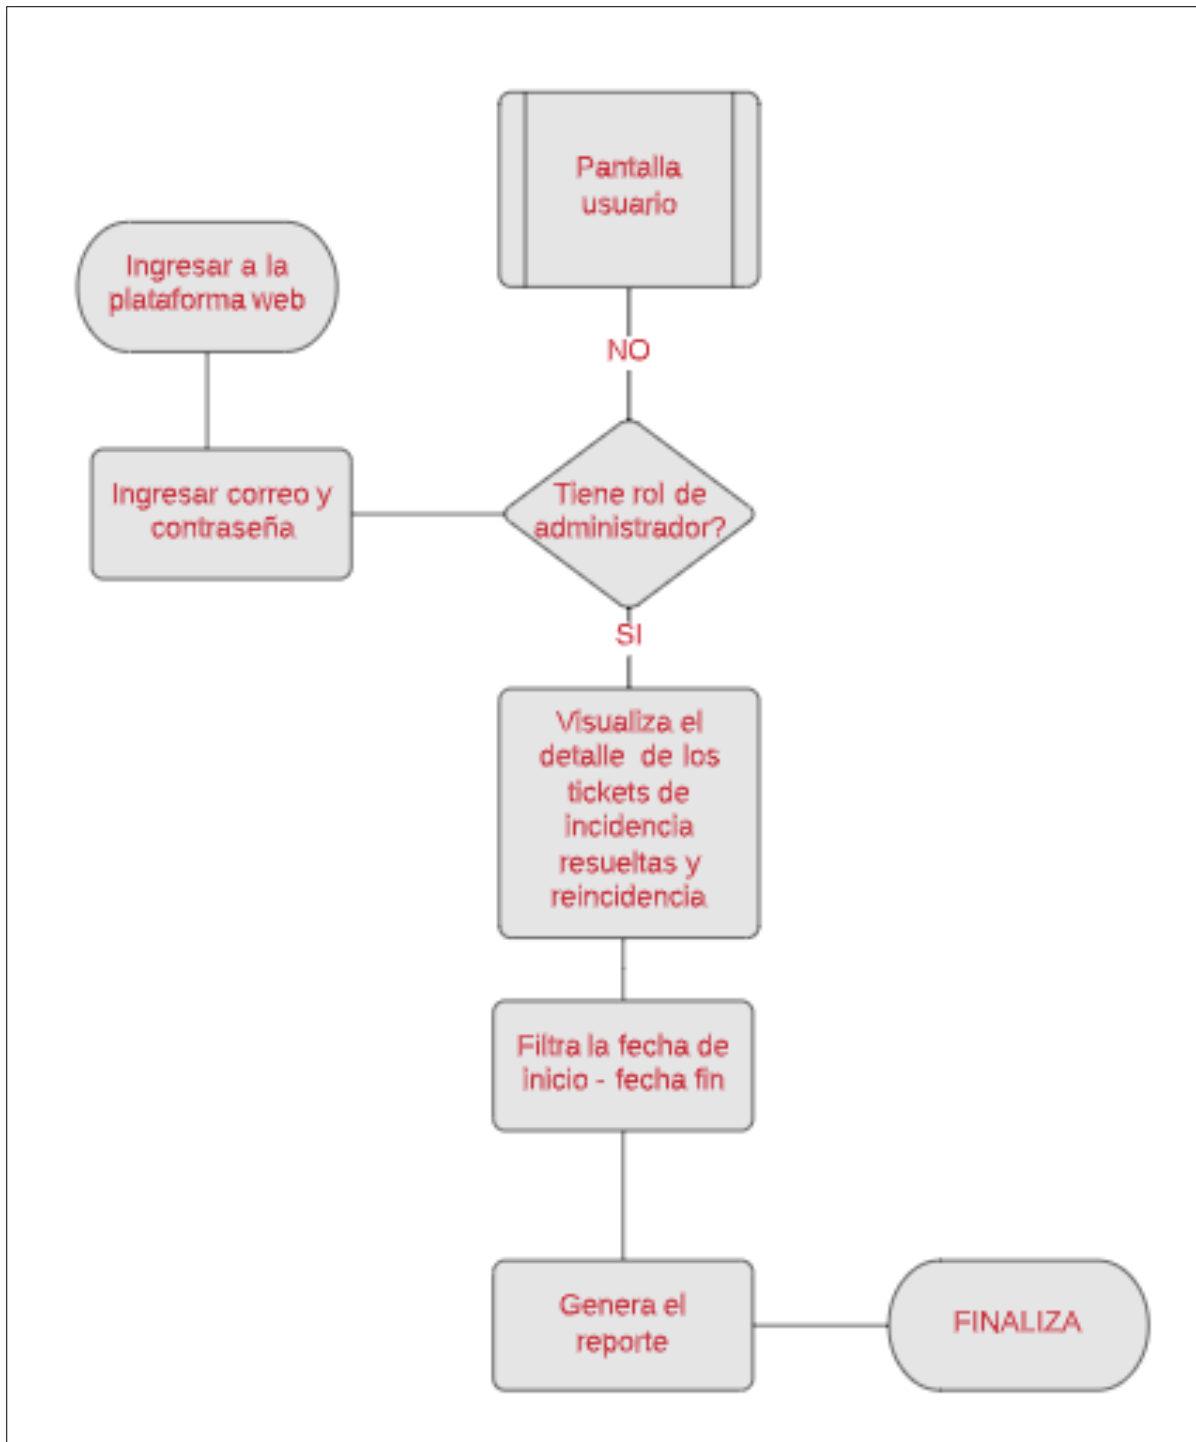 Pantalla
usuario
Ingresar a la
plataforma web
NO
Ingresar correo y
contraseña
Tiene rol de
administrador?
SI
Visualiza el
detalle de los
tickets de
incidencia
resueltas y
reincidencia
Filtra la fecha de
inicio - fecha fin
Genera el
reporte
FINALIZA